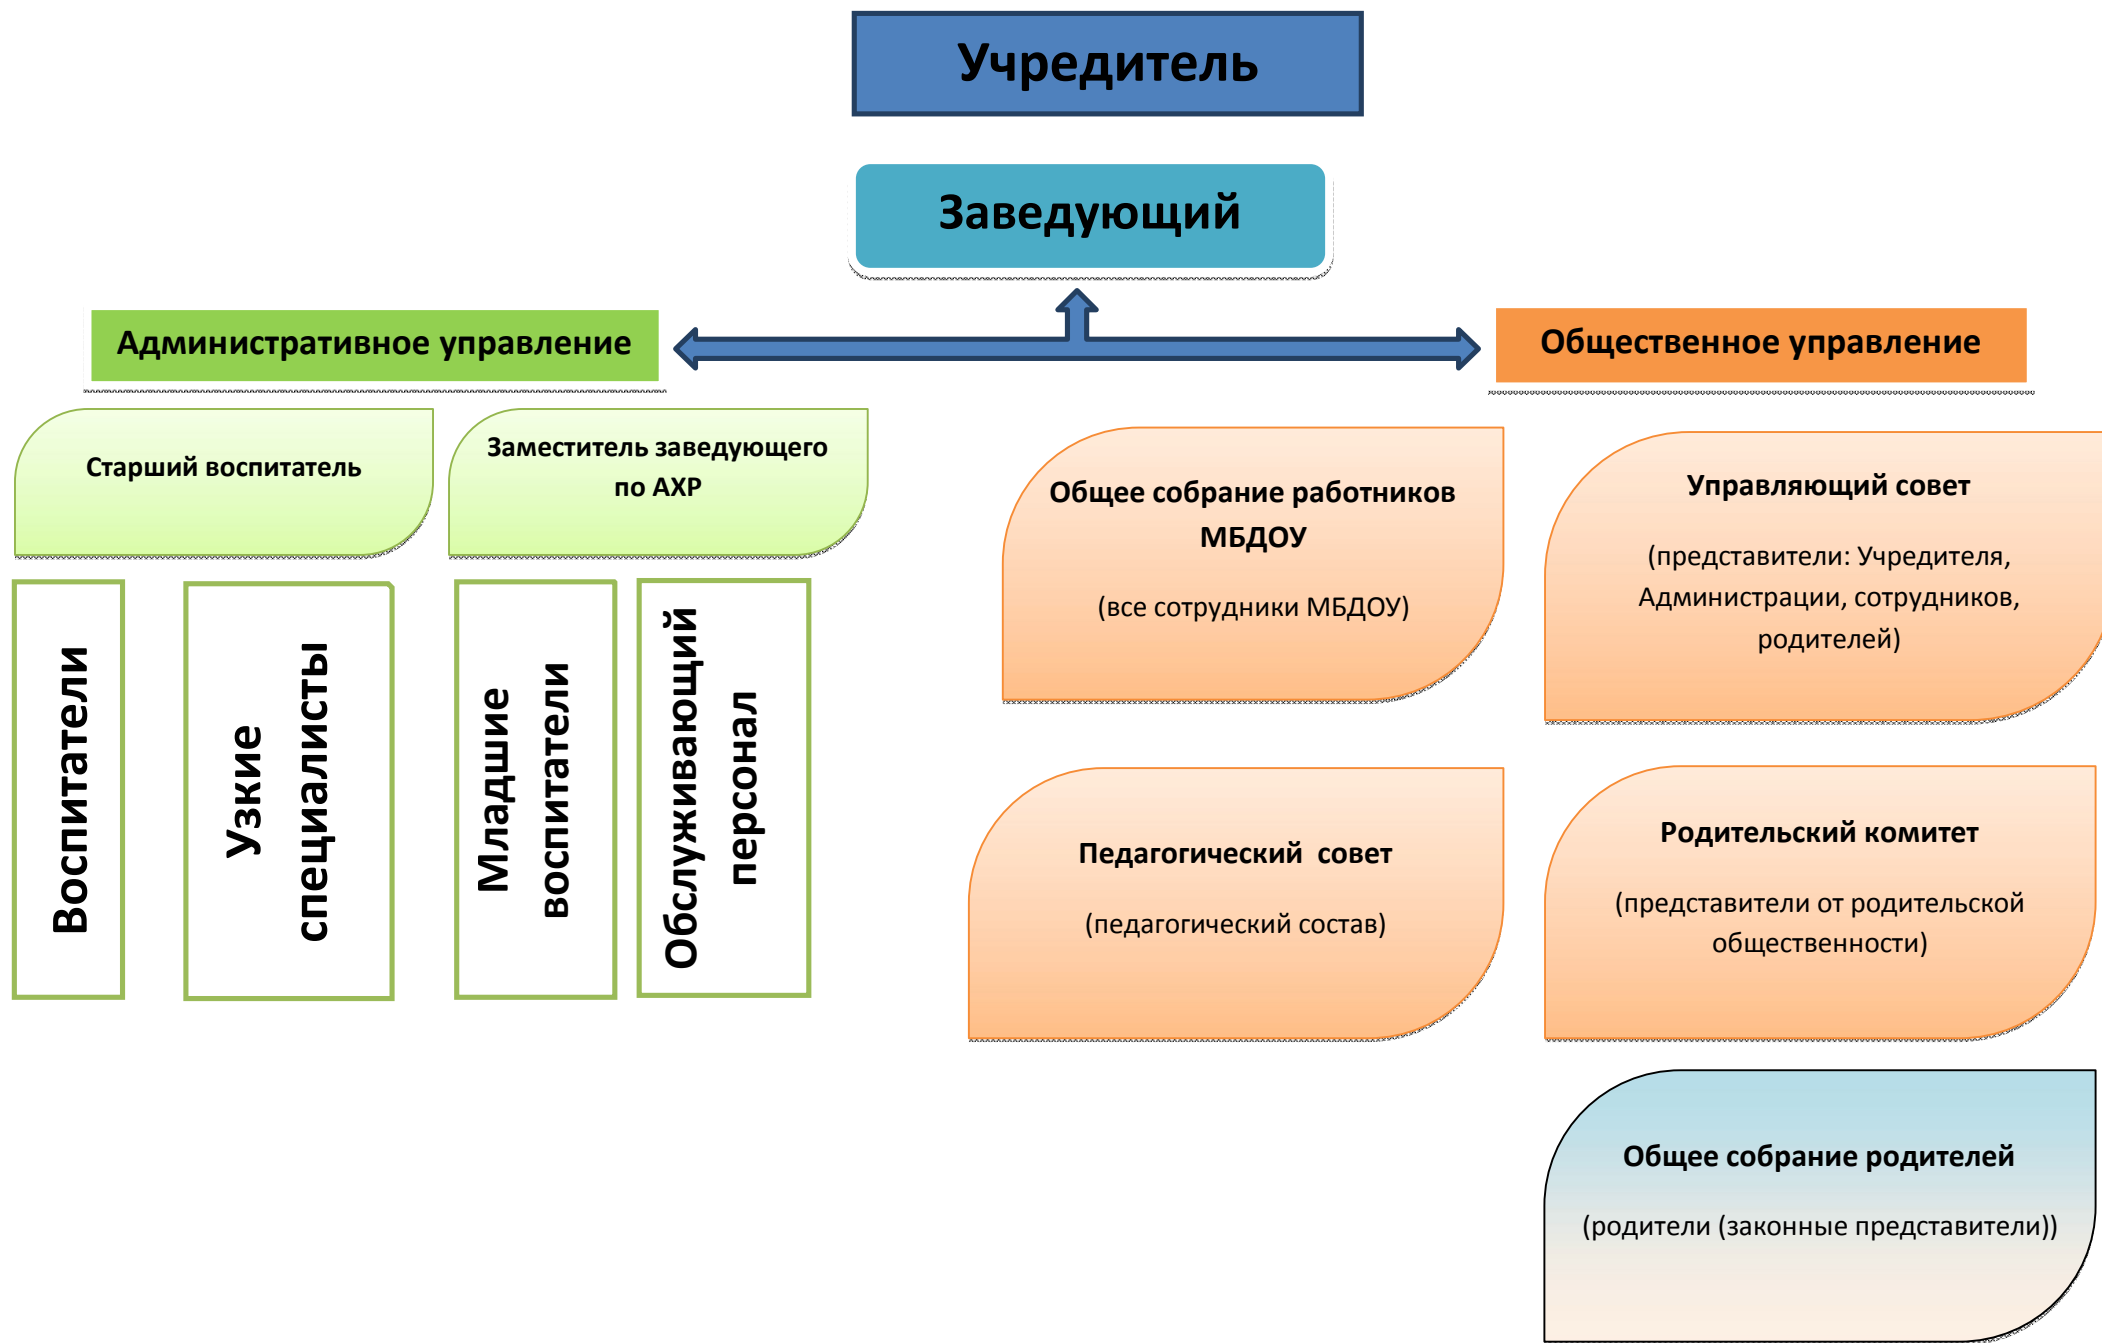 Учредитель
Заведующий
Административное управление
Общественное управление
Старший воспитатель
Заместитель заведующего
по АХР
Воспитатели
Узкие
специалисты
Младшие
воспитатели
Обслуживающий
персонал
Общее собрание работников
МБДОУ
(все сотрудники МБДОУ)
Управляющий совет
(представители: Учредителя,
Администрации, сотрудников,
родителей)
Педагогический совет
(педагогический состав)
Родительский комитет
(представители от родительской
общественности)
Общее собрание родителей
(родители (законные представители))